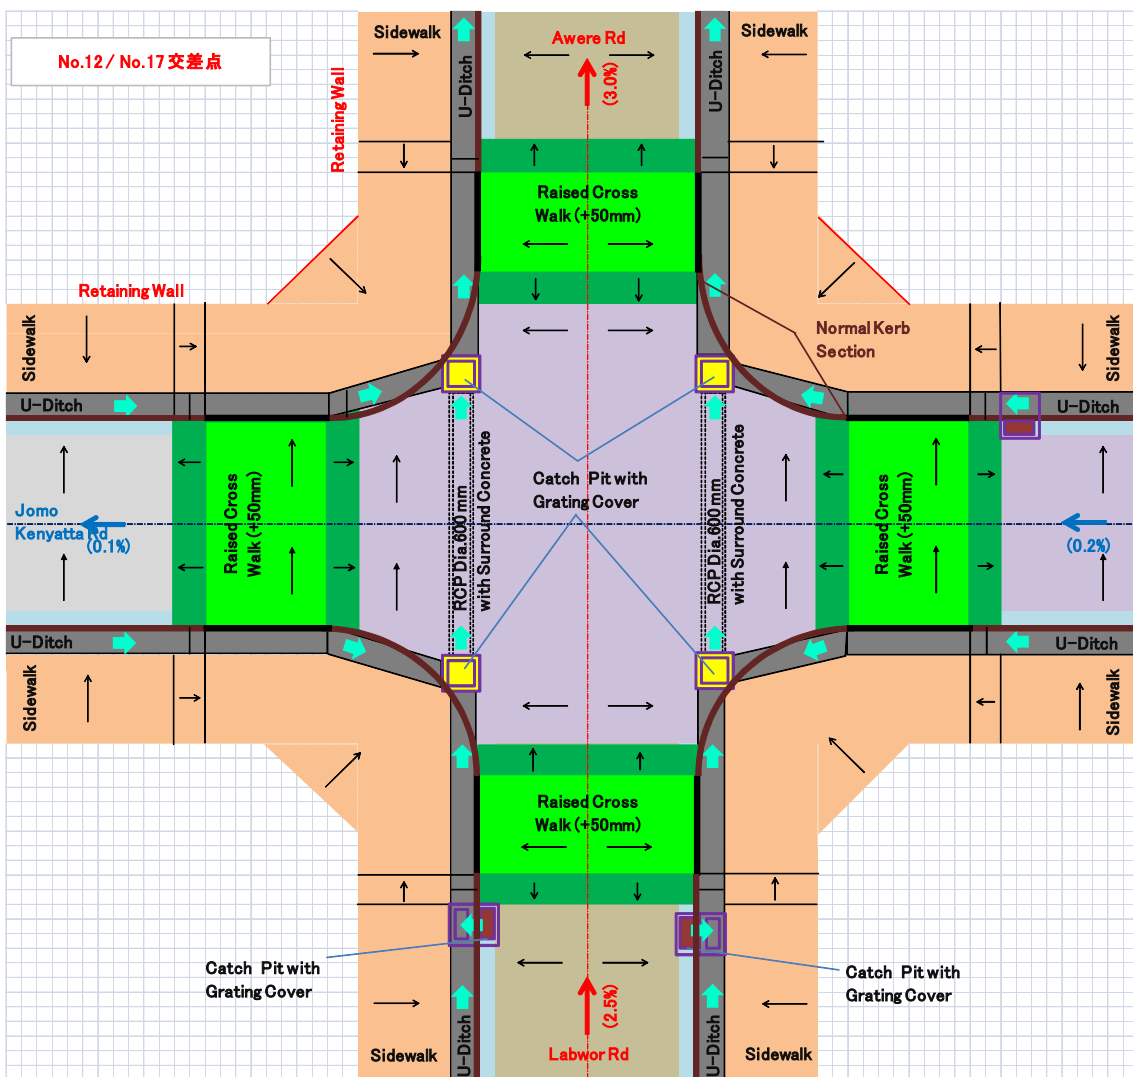 No.12 / No.17 交差点
Sidewalk
U-Ditch
Awere Rd
(3.0%)
U-Ditch
Sidewalk
Retaining Wall
Raised Cross
Walk (+50mm)
Retaining Wall
Normal Kerb
Section
Sidewalk
Sidewalk
U-Ditch
U-Ditch
Jomo
Kenyatta Rd
(0.1%)
Raised Cross
Walk (+50mm)
RCP Dia.600 mm
with Surround Concrete
Catch Pit with
Grating Cover
RCP Dia.600 mm
with Surround Concrete
Raised Cross
Walk (+50mm)
(0.2%)
U-Ditch
U-Ditch
Sidewalk
Sidewalk
Raised Cross
Walk (+50mm)
Catch Pit with
Grating Cover
Catch Pit with
Grating Cover
(2.5%)
Sidewalk
U-Ditch
Labwor Rd
U-Ditch
Sidewalk